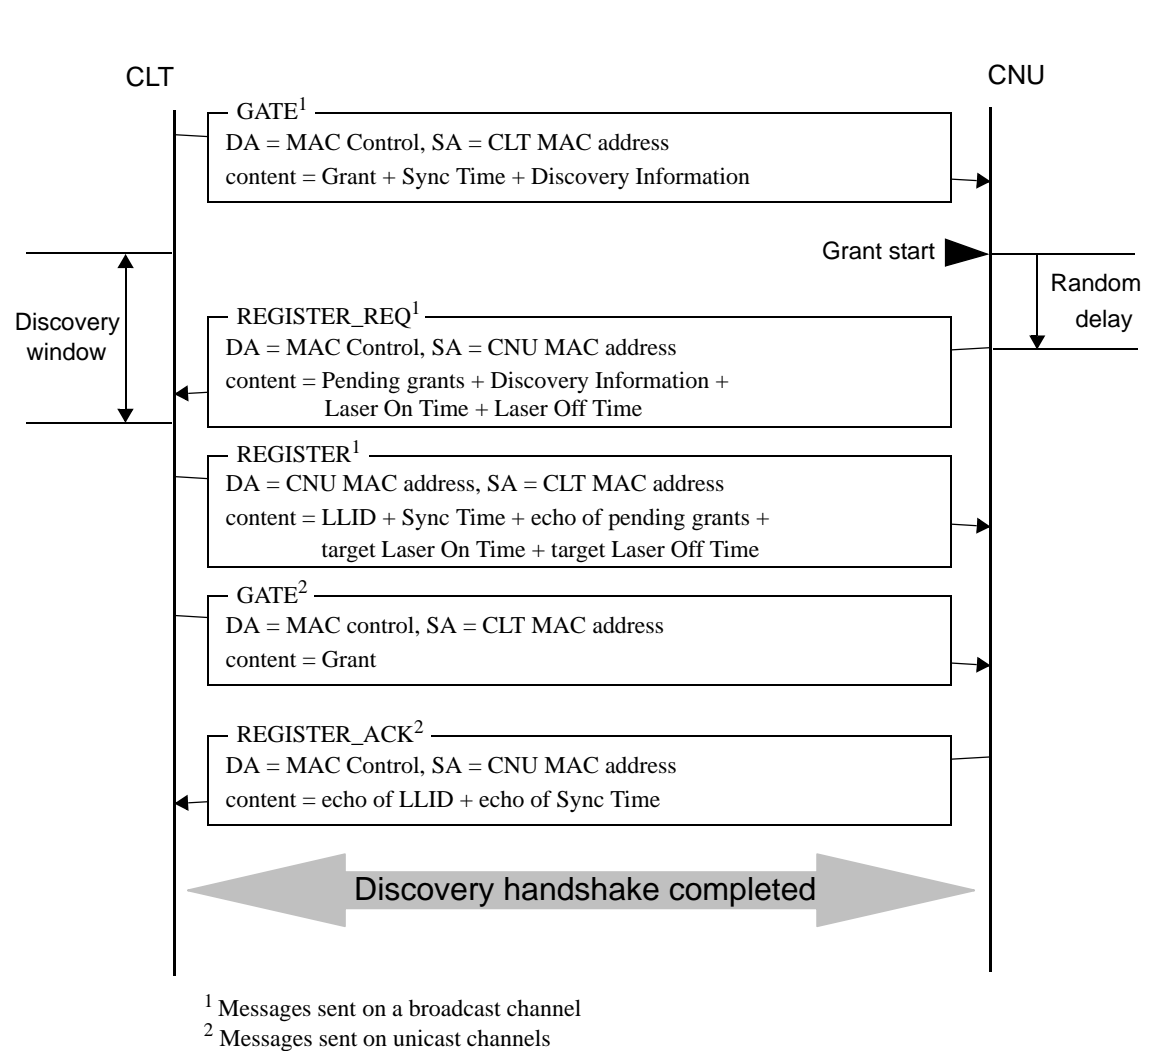 CLT
CNU
GATE1
DA = MAC Control, SA = CLT MAC address
content = Grant + Sync Time + Discovery Information
Grant start
Random
delay
Discovery
window
REGISTER_REQ1
DA = MAC Control, SA = CNU MAC address
content = Pending grants + Discovery Information +
Laser On Time + Laser Off Time
REGISTER1
DA = CNU MAC address, SA = CLT MAC address
content = LLID + Sync Time + echo of pending grants +
target Laser On Time + target Laser Off Time
GATE2
DA = MAC control, SA = CLT MAC address
content = Grant
REGISTER_ACK2
DA = MAC Control, SA = CNU MAC address
content = echo of LLID + echo of Sync Time
Discovery handshake completed
1 Messages sent on a broadcast channel
2 Messages sent on unicast channels